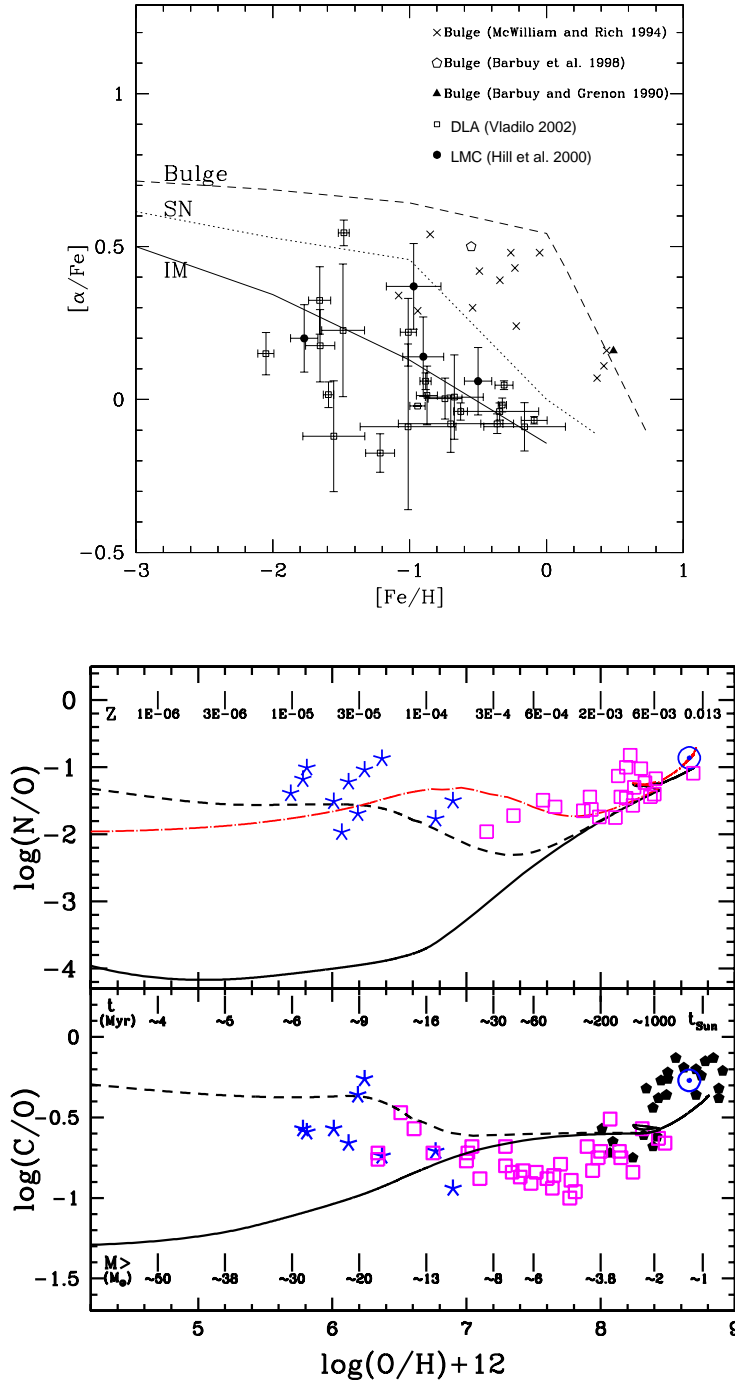 × Bulge (McWilliam and Rich 1994)
Bulge (Barbuy et al. 1998)
Bulge (Barbuy and Grenon 1990)
DLA (Vladilo 2002)
LMC (Hill et al. 2000)
1
0.5
0
−0.5
[α/Fe]
Bulge
SN
IM
−3
−2
−1
0
1
[Fe/H]
0
−1
−2
−3
−4
log(N/O)
Z 1E-06 3E-06 1E-05 3E-05 1E-04 3E-4 6E-04 2E-03 6E-03 0.013
t (Myr) ~4 ~5 ~6 ~9 ~16 ~30 ~60 ~200 ~1000 tSun
0
−0.5
−1.0
−1.5
log(C/O)
M> (M⊙) ~50 ~38 ~30 ~20 ~13 ~8 ~6 ~3.8 ~2 ~1
5 6 7 8 9
log(O/H)+12